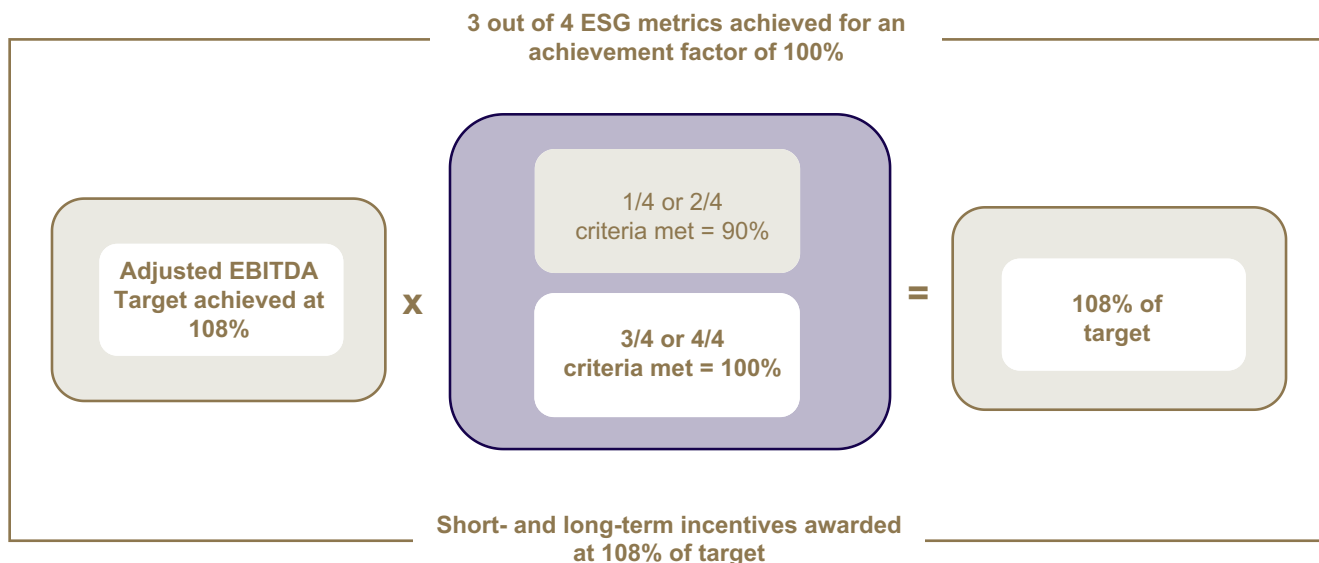 3 out of 4 ESG metrics achieved for an
achievement factor of 100%
Adjusted EBITDA
Target achieved at
108%
x
1/4 or 2/4
criteria met = 90%
3/4 or 4/4
criteria met = 100%
=
108% of
target
Short- and long-term incentives awarded
at 108% of target